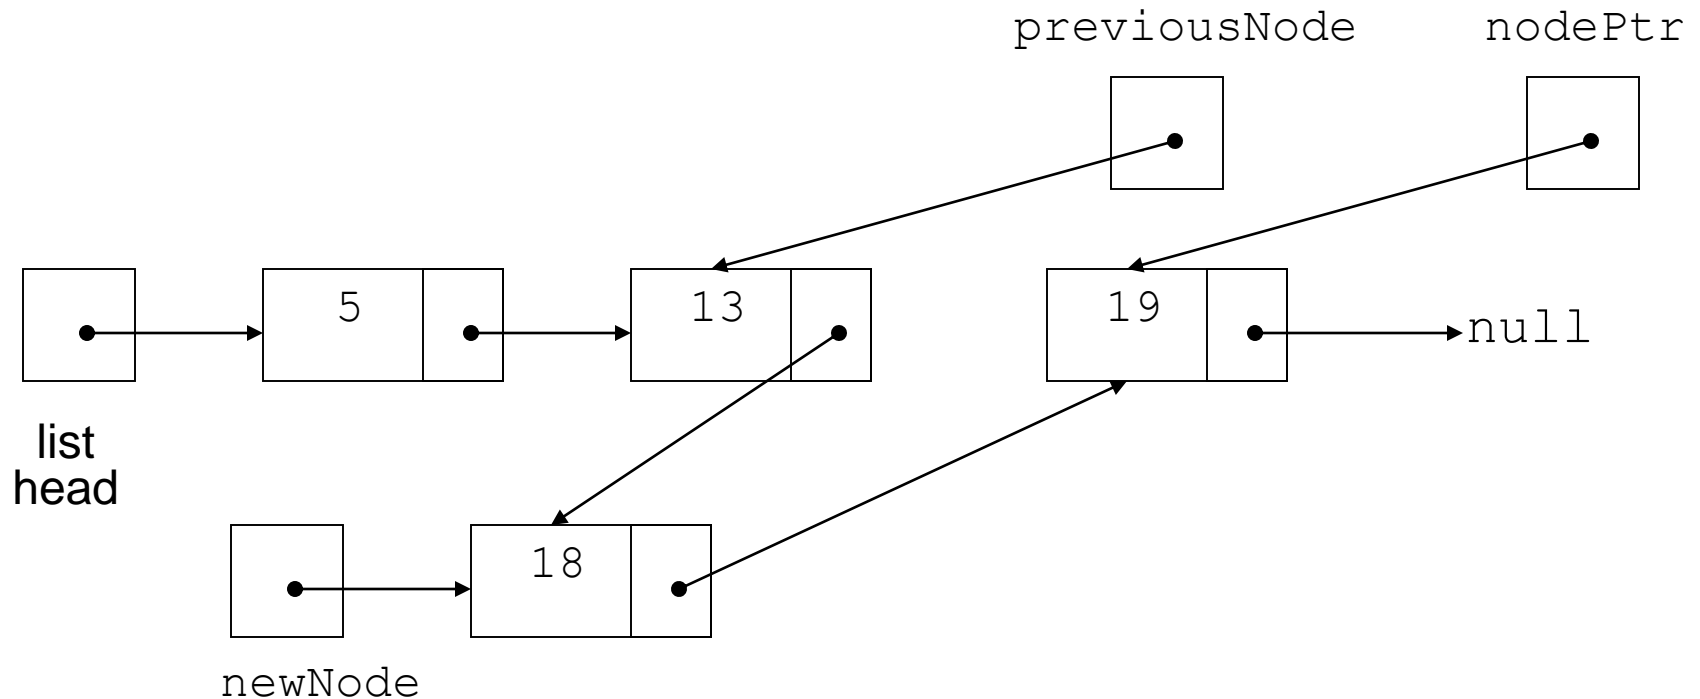 previousNode
nodePtr
5
13
19
null
list
head
18
newNode